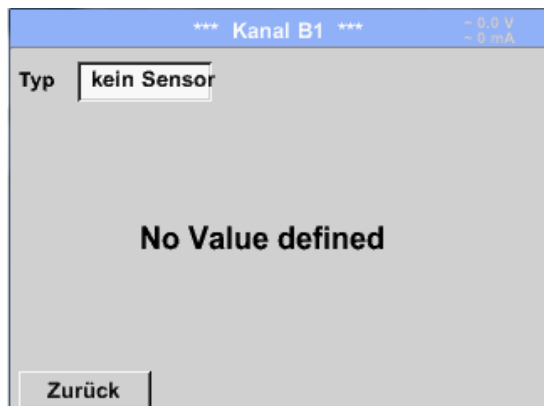 *** Kanal B1 ***
~ 0.0 V
~ 0 mA
Typ kein Sensor
No Value defined
Zurück